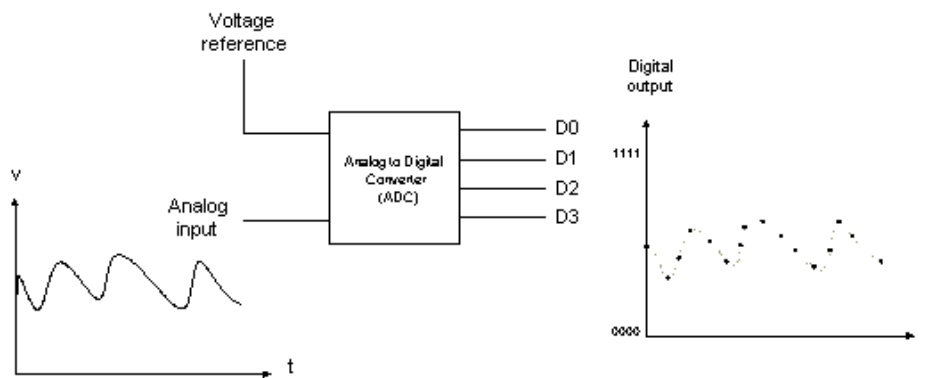 Voltage
reference
Digital
output
D0
D1
D2
D3
Analog to Digital
Converter
(ADC)
Analog
input
v
t
1111
0000